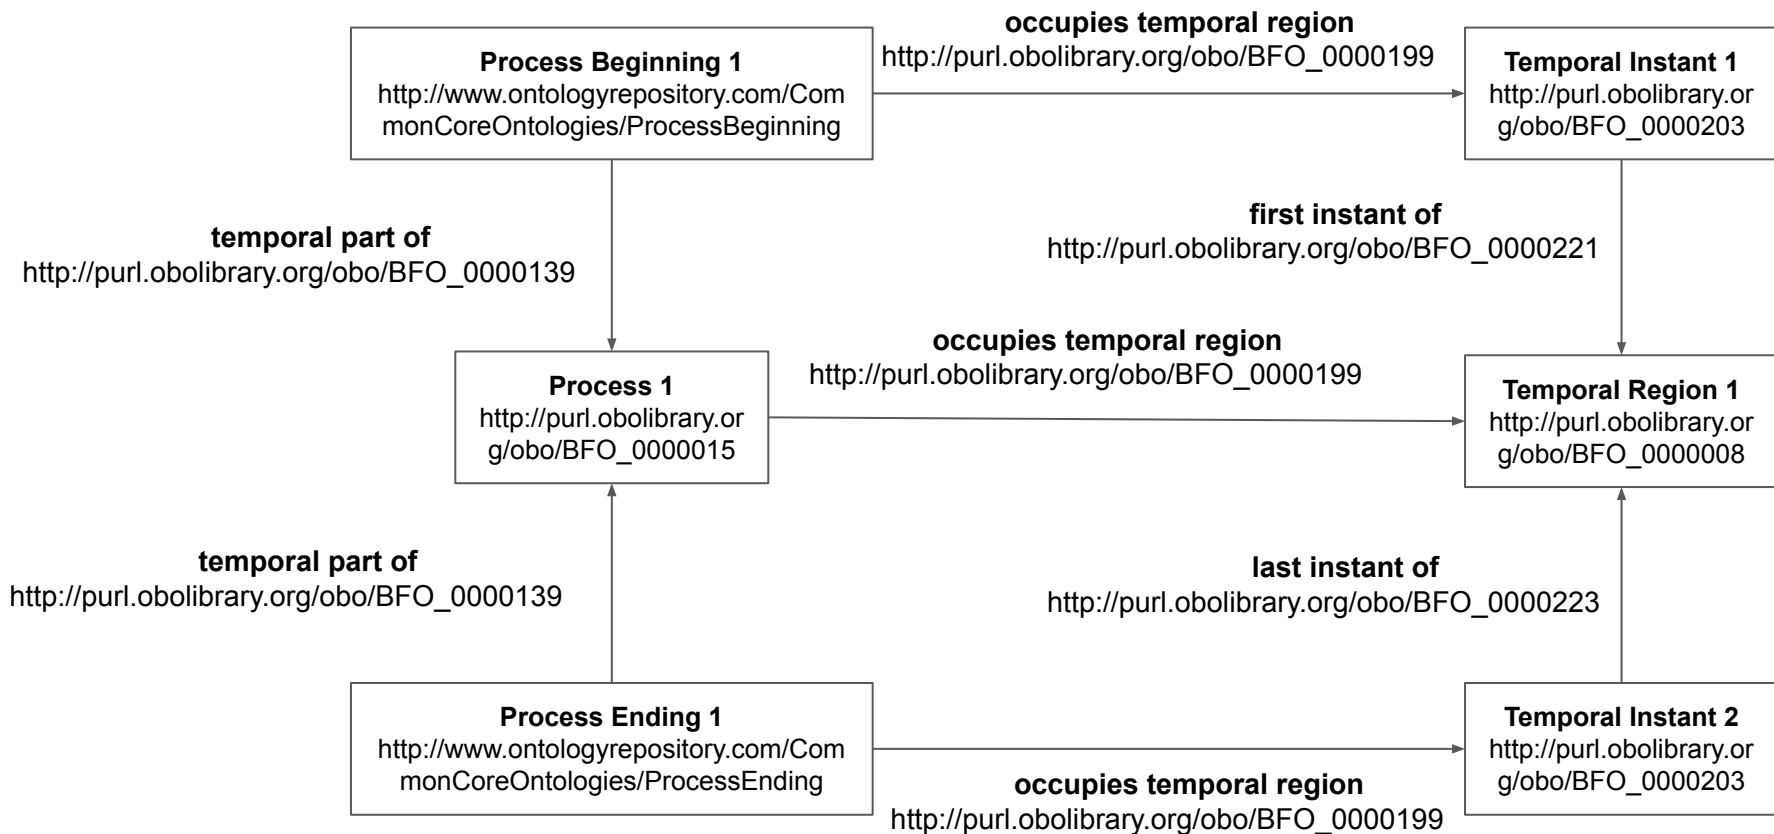 occupies temporal region
http://purl.obolibrary.org/obo/BFO_0000199
Process Beginning 1
http://www.ontologyrepository.com/Com
monCoreOntologies/ProcessBeginning
Temporal Instant 1
http://purl.obolibrary.or
g/obo/BFO_0000203
temporal part of
http://purl.obolibrary.org/obo/BFO_0000139
first instant of
http://purl.obolibrary.org/obo/BFO_0000221
occupies temporal region
http://purl.obolibrary.org/obo/BFO_0000199
Process 1
http://purl.obolibrary.or
g/obo/BFO_0000015
Temporal Region 1
http://purl.obolibrary.or
g/obo/BFO_0000008
temporal part of
http://purl.obolibrary.org/obo/BFO_0000139
last instant of
http://purl.obolibrary.org/obo/BFO_0000223
Process Ending 1
http://www.ontologyrepository.com/Com
monCoreOntologies/ProcessEnding
Temporal Instant 2
http://purl.obolibrary.or
g/obo/BFO_0000203
occupies temporal region
http://purl.obolibrary.org/obo/BFO_0000199